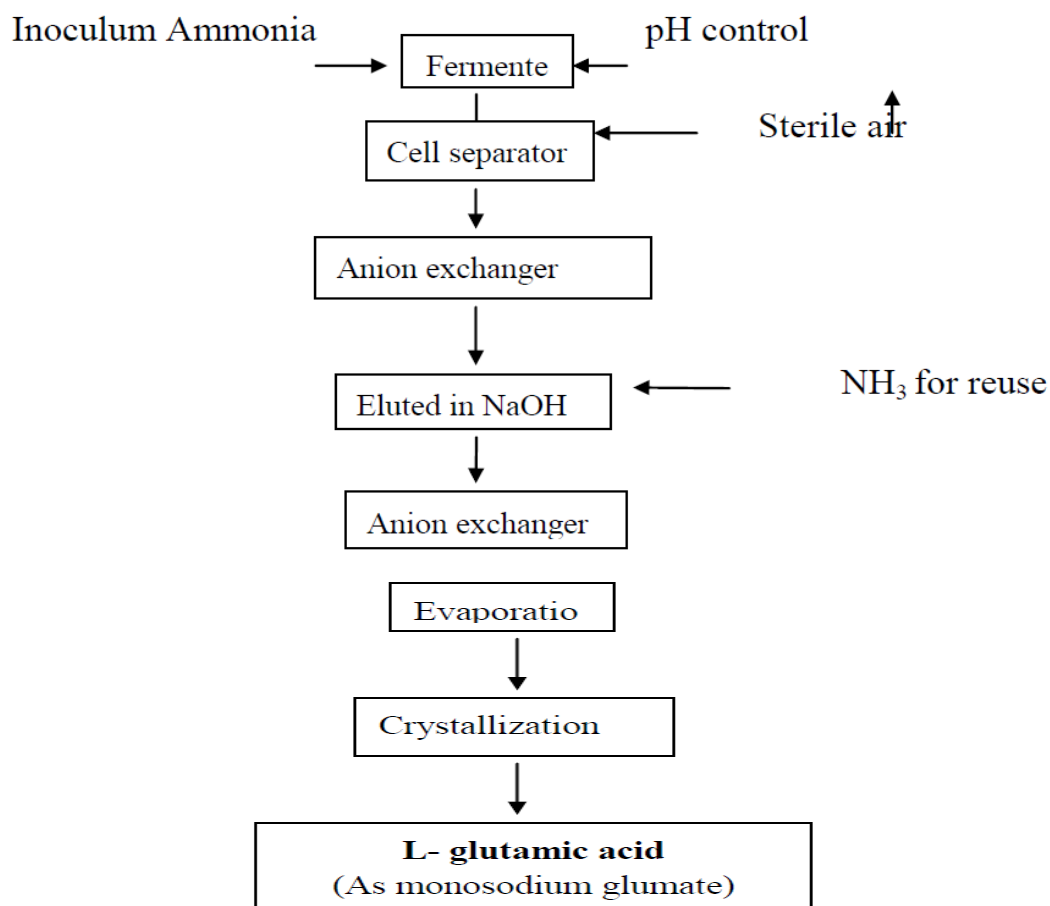 Inoculum Ammonia
pH control
Fermente
Sterile air
Cell separator
Anion exchanger
NH₃ for reuse
Eluted in NaOH
Anion exchanger
Evaporatio
Crystallization
L- glutamic acid
(As monosodium glumate)